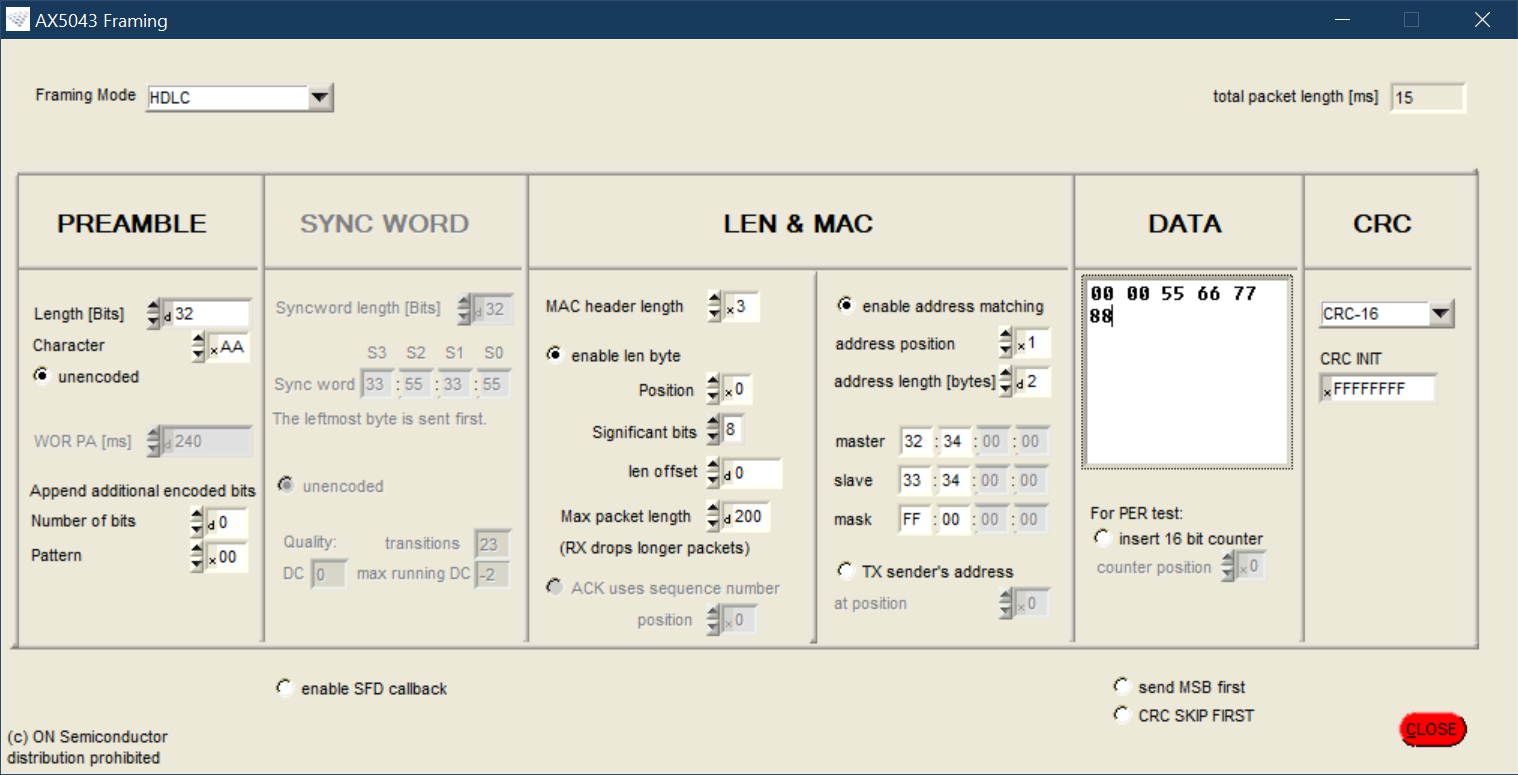 AX5043 Framing
Framing Mode HDLC
total packet length [ms] 15
PREAMBLE
Length [Bits] d 32
Character x AA
unencoded
WOR PA [ms] d 240
Append additional encoded bits
Number of bits d 0
Pattern x 00
SYNC WORD
Syncword length [Bits] d 32
S3 S2 S1 S0
Sync word 33 : 55 : 33 : 55
The leftmost byte is sent first.
unencoded
Quality: transitions 23
DC 0 max running DC -2
LEN & MAC
MAC header length x 3
enable len byte
Position x 0
Significant bits 8
len offset d 0
Max packet length d 200
(RX drops longer packets)
ACK uses sequence number
position x 0
enable address matching
address position x 1
address length [bytes] d 2
master 32 : 34 : 00 : 00
slave 33 : 34 : 00 : 00
mask FF : 00 : 00 : 00
TX sender's address
at position x 0
DATA
00 00 55 66 77
88
For PER test:
insert 16 bit counter
counter position x 0
CRC
CRC-16
CRC INIT
x FFFFFFFF
enable SFD callback
send MSB first
CRC SKIP FIRST
(c) ON Semiconductor
distribution prohibited
CLOSE